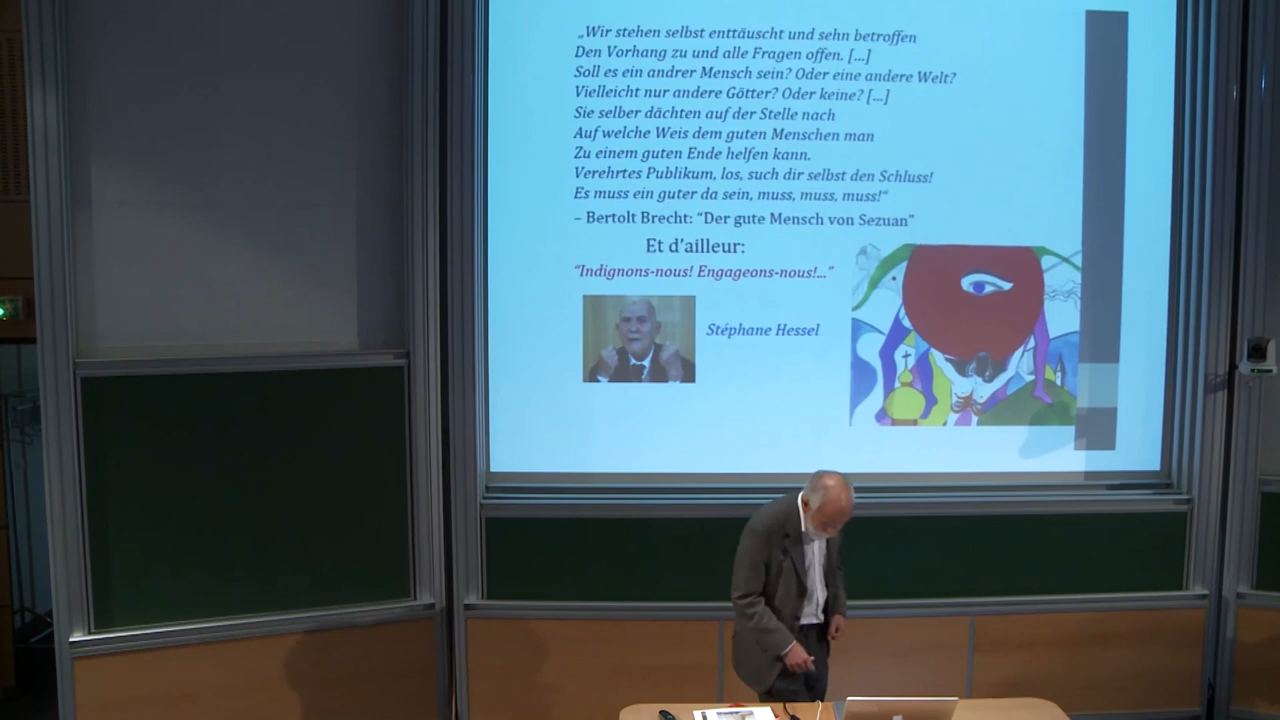 „Wir stehen selbst enttäuscht und sehn betroffen
Den Vorhang zu und alle Fragen offen. [...]
Soll es ein andrer Mensch sein? Oder eine andere Welt?
Vielleicht nur andere Götter? Oder keine? [...]
Sie selber dächten auf der Stelle nach
Auf welche Weis dem guten Menschen man
Zu einem guten Ende helfen kann.
Verehrtes Publikum, los, such dir selbst den Schluss!
Es muss ein guter da sein, muss, muss, muss!“
– Bertolt Brecht: “Der gute Mensch von Sezuan”
Et d’ailleur:
“Indignons-nous! Engageons-nous!...”
Stéphane Hessel